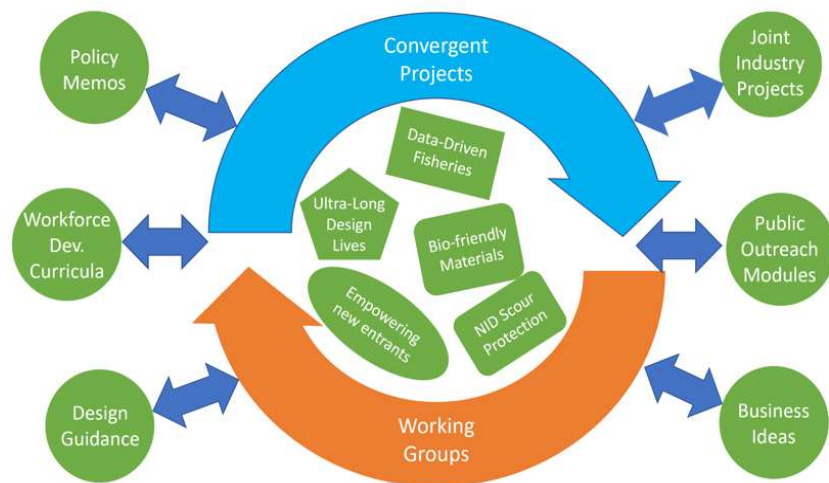 Policy
Memos
Convergent
Projects
Joint
Industry
Projects
Data-Driven
Fisheries
Workforce
Dev.
Curricula
Ultra-Long
Design
Lives
Bio-friendly
Materials
Public
Outreach
Modules
Empowering
new entrants
NID Scour
Protection
Design
Guidance
Working
Groups
Business
Ideas